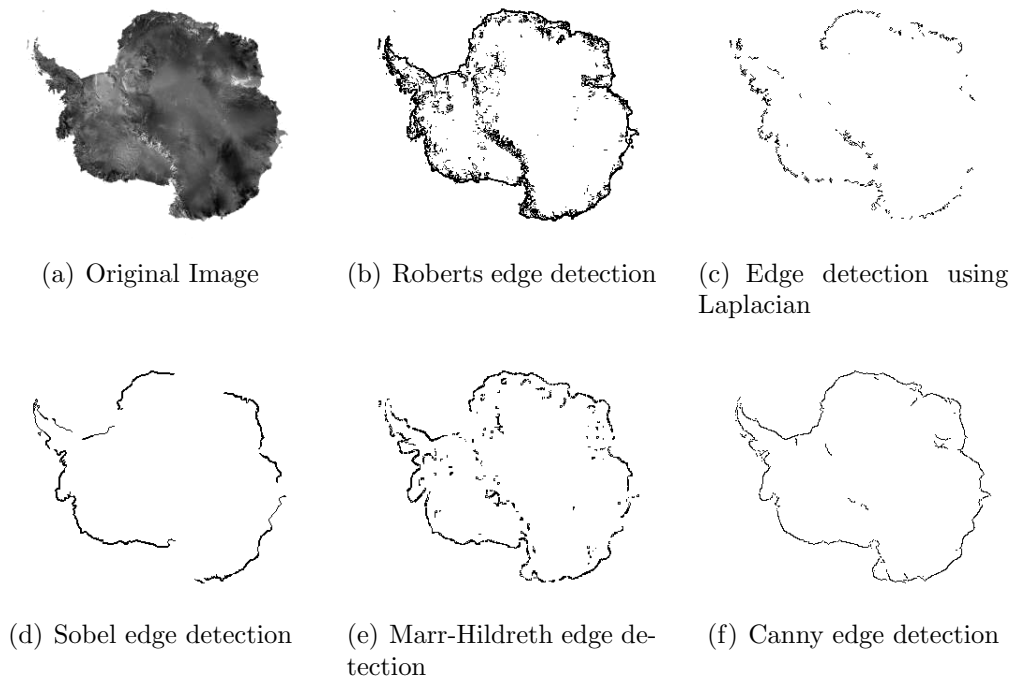 (a) Original Image
(b) Roberts edge detection
(c) Edge detection using
Laplacian
(d) Sobel edge detection
(e) Marr-Hildreth edge de-
tection
(f) Canny edge detection